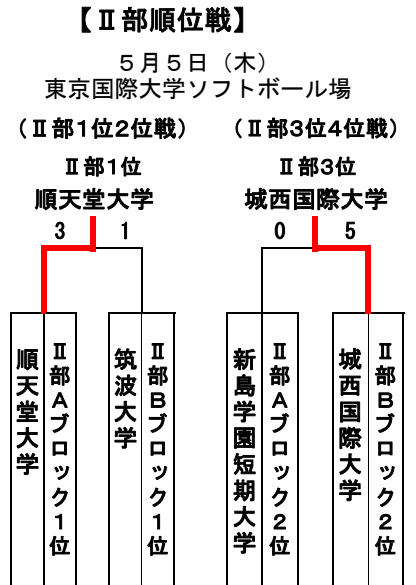 【Ⅱ部順位戦】
５月５日（木）
東京国際大学ソフトボール場
（Ⅱ部1位2位戦）
（Ⅱ部3位4位戦）
Ⅱ部1位
Ⅱ部3位
順天堂大学
城西国際大学
3
1
0
5
順天堂大学
Ⅱ部Ａブロック１位
筑波大学
Ⅱ部Ｂブロック１位
新島学園短期大学
Ⅱ部Ａブロック２位
城西国際大学
Ⅱ部Ｂブロック２位